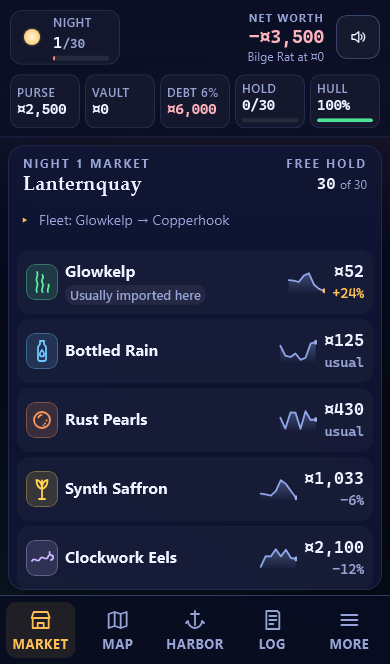 NIGHT
1/30
NET WORTH
−¤3,500
Bilge Rat at ¤0
PURSE
¤2,500
VAULT
¤0
DEBT 6%
¤6,000
HOLD
0/30
HULL
100%
NIGHT 1 MARKET
Lanternquay
FREE HOLD
30 of 30
▸ Fleet: Glowkelp → Copperhook
Glowkelp
Usually imported here
¤52
+24%
Bottled Rain
¤125
usual
Rust Pearls
¤430
usual
Synth Saffron
¤1,033
−6%
Clockwork Eels
¤2,100
−12%
MARKET
MAP
HARBOR
LOG
MORE